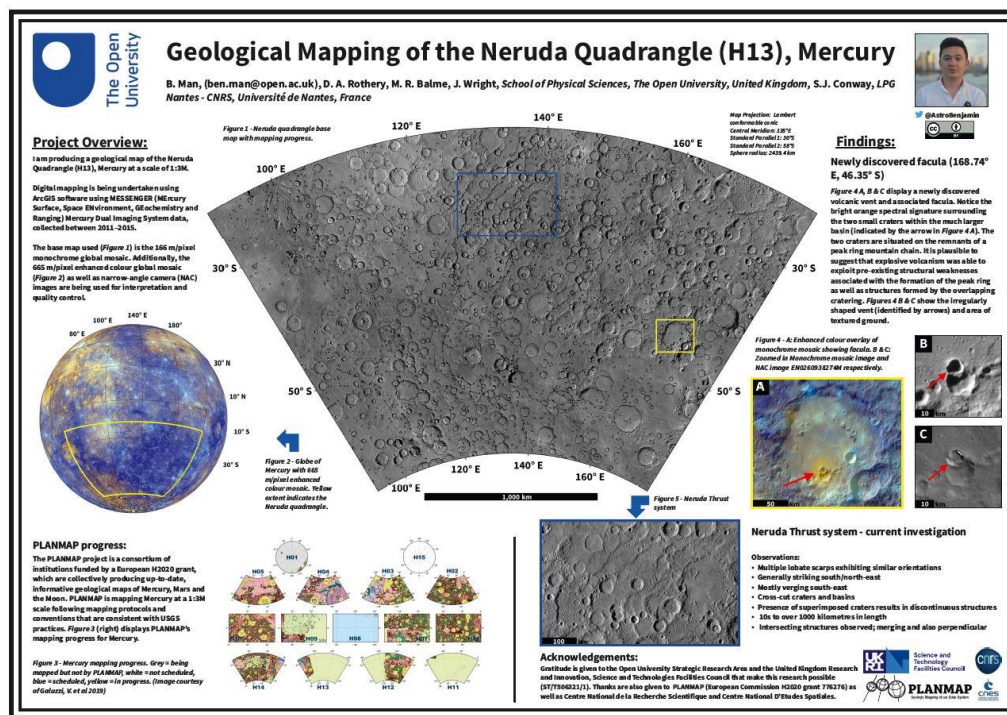 The Open
University
Geological Mapping of the Neruda Quadrangle (H13), Mercury
B. Man, (ben.man@open.ac.uk), D. A. Rothery, M. R. Balme, J. Wright, School of Physical Sciences, The Open University, United Kingdom, S.J. Conway, LPG
Nantes - CNRS, Université de Nantes, France
@AstroBenjamin
Project Overview:
I am producing a geological map of the Neruda
Quadrangle (H13), Mercury at a scale of 1:3M.
Digital mapping is being undertaken using
ArcGIS software using MESSENGER (MErcury
Surface, Space ENvironment, GEochemistry and
Ranging) Mercury Dual Imaging System data,
collected between 2011-2015.
The base map used (Figure 1) is the 166 m/pixel
monochrome global mosaic. Additionally, the
665 m/pixel enhanced colour global mosaic
(Figure 2) as well as narrow-angle camera (NAC)
images are being used for interpretation and
quality control.
80° E
100° E
140° E
180°
30° N
10° N
10° S
30° S
Figure 2 - Globe of
Mercury with 665
m/pixel enhanced
colour mosaic. Yellow
extent indicates the
Neruda quadrangle.
Figure 1 - Neruda quadrangle base
map with mapping progress.
Map Projection: Lambert
conformable conic
Central Meridian: 135°E
Standard Parallel 1: 30°S
Standard Parallel 2: 58°S
Sphere radius: 2439.4 km
100° E
120° E
140° E
160° E
30° S
30° S
50° S
50° S
100° E
120° E
140° E
160° E
1,000 km
Findings:
Newly discovered facula (168.74°
E, 46.35° S)
Figure 4 A, B & C display a newly discovered
volcanic vent and associated facula. Notice the
bright orange spectral signature surrounding
the two small craters within the much larger
basin (indicated by the arrow in Figure 4 A). The
two craters are situated on the remnants of a
peak ring mountain chain. It is plausible to
suggest that explosive volcanism was able to
exploit pre-existing structural weaknesses
associated with the formation of the peak ring
as well as structures formed by the overlapping
cratering. Figures 4 B & C show the irregularly
shaped vent (identified by arrows) and area of
textured ground.
Figure 4 - A: Enhanced colour overlay of
monochrome mosaic showing facula. B & C:
Zoomed in Monochrome mosaic image and
NAC image EN0260938274M respectively.
A
50 km
B
10 km
C
10 km
PLANMAP progress:
The PLANMAP project is a consortium of
institutions funded by a European H2020 grant,
which are collectively producing up-to-date,
informative geological maps of Mercury, Mars and
the Moon. PLANMAP is mapping Mercury at a 1:3M
scale following mapping protocols and
conventions that are consistent with USGS
practices. Figure 3 (right) displays PLANMAP's
mapping progress for Mercury.
Figure 3 - Mercury mapping progress. Grey = being
mapped but not by PLANMAP, white = not scheduled,
blue = scheduled, yellow = in progress. (Image courtesy
of Galuzzi, V. et al 2019)
H01
H15
H05
H04
H03
H02
H09
H08
H14
H13
H12
H11
Figure 5 - Neruda Thrust
system
100 km
Neruda Thrust system - current investigation
Observations:
• Multiple lobate scarps exhibiting similar orientations
• Generally striking south/north-east
• Mostly verging south-east
• Cross-cut craters and basins
• Presence of superimposed craters results in discontinuous structures
• 10s to over 1000 kilometres in length
• Intersecting structures observed; merging and also perpendicular
Acknowledgements:
Gratitude is given to the Open University Strategic Research Area and the United Kingdom Research
and Innovation, Science and Technologies Facilities Council that make this research possible
(ST/T506321/1). Thanks are also given to PLANMAP (European Commission H2020 grant 776276) as
well as Centre National de la Recherche Scientifique and Centre National D'Etudes Spatiales.
UK
RI
Science and
Technology
Facilities Council
cnrs
PLANMAP
cnes